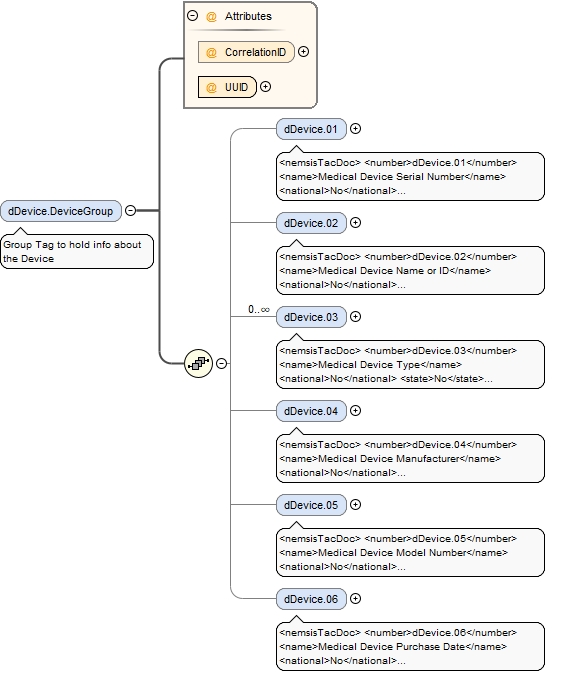 @ Attributes
@ CorrelationID
@ UUID
dDevice.01
<nemsisTacDoc> <number>dDevice.01</number>
<name>Medical Device Serial Number</name>
<national>No</national>...
dDevice.DeviceGroup
Group Tag to hold info about
the Device
dDevice.02
<nemsisTacDoc> <number>dDevice.02</number>
<name>Medical Device Name or ID</name>
<national>No</national>...
0..∞
dDevice.03
<nemsisTacDoc> <number>dDevice.03</number>
<name>Medical Device Type</name>
<national>No</national> <state>No</state>...
dDevice.04
<nemsisTacDoc> <number>dDevice.04</number>
<name>Medical Device Manufacturer</name>
<national>No</national>...
dDevice.05
<nemsisTacDoc> <number>dDevice.05</number>
<name>Medical Device Model Number</name>
<national>No</national>...
dDevice.06
<nemsisTacDoc> <number>dDevice.06</number>
<name>Medical Device Purchase Date</name>
<national>No</national>...